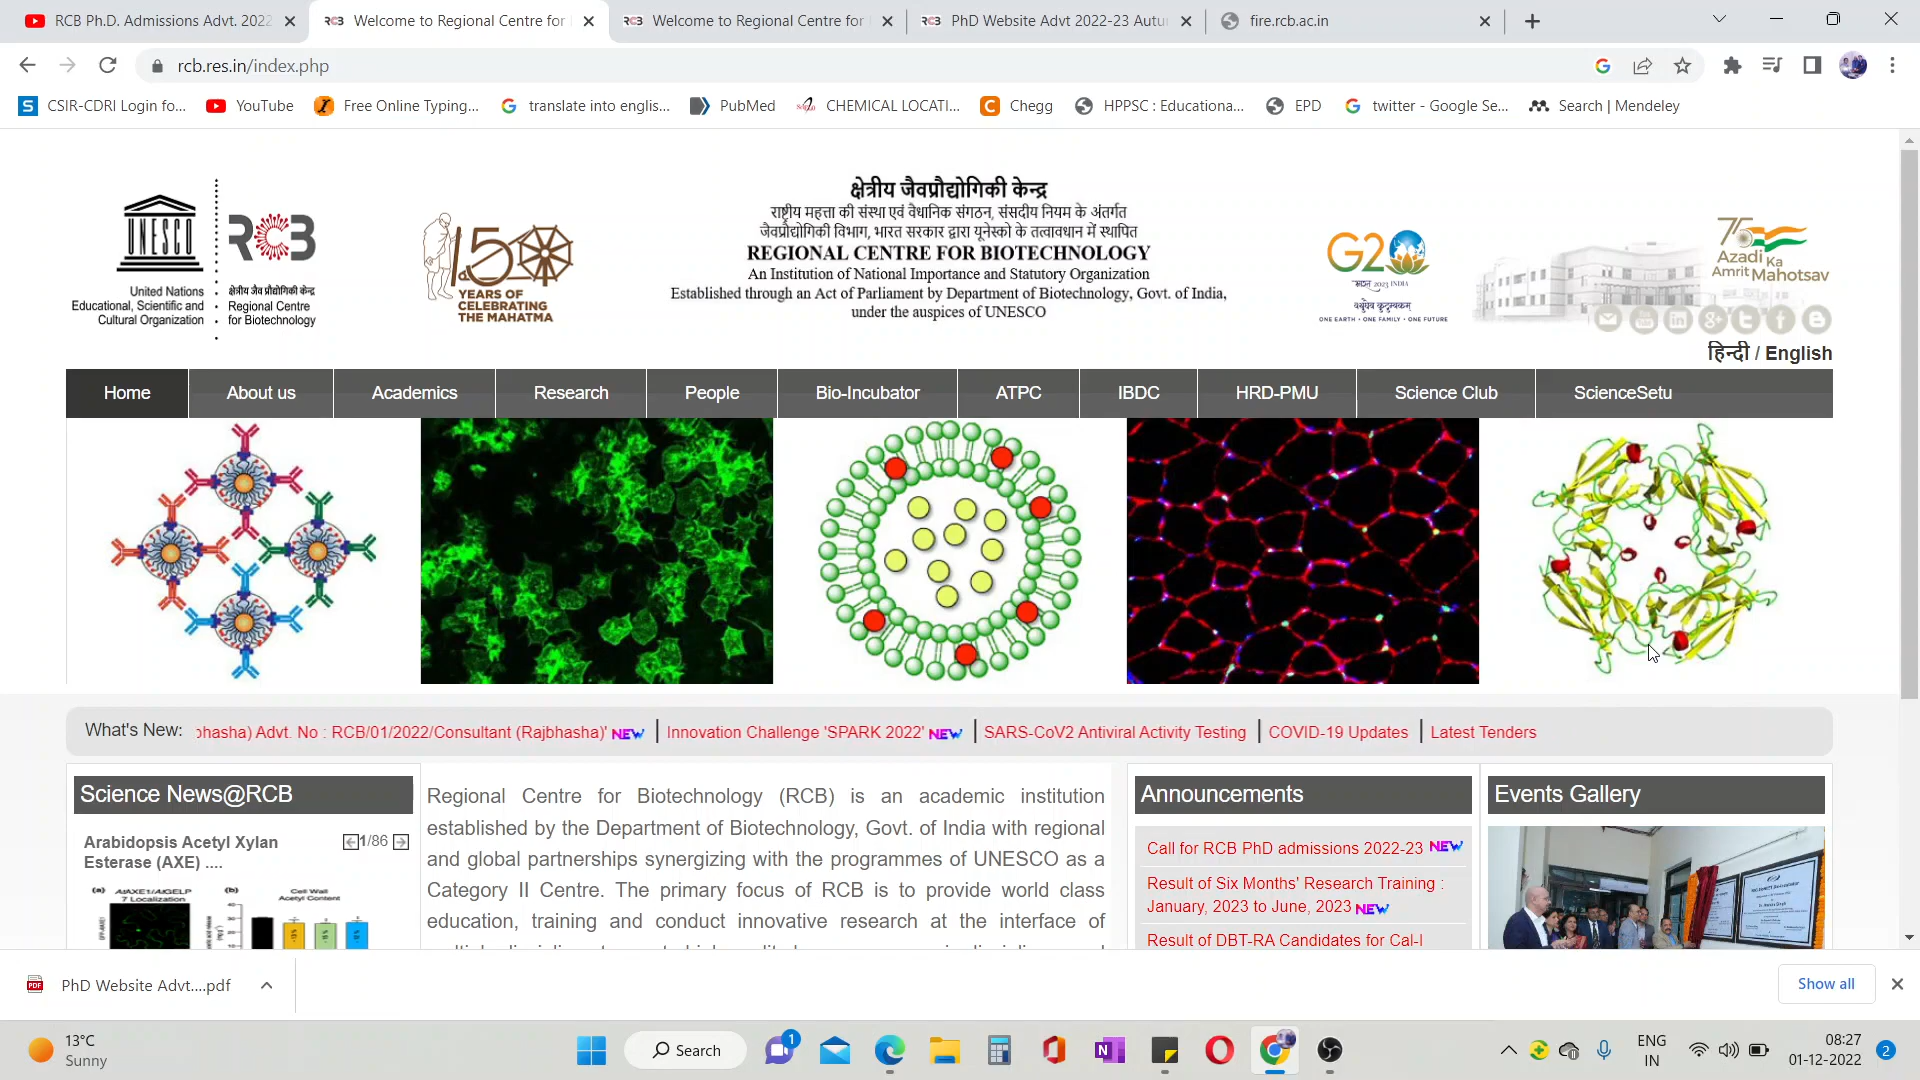 RCB Ph.D. Admissions Advt. 2022
Welcome to Regional Centre for
Welcome to Regional Centre for
PhD Website Advt 2022-23 Autu
fire.rcb.ac.in
rcb.res.in/index.php
CSIR-CDRI Login fo...
YouTube
Free Online Typing...
translate into englis...
PubMed
CHEMICAL LOCATI...
Chegg
HPPSC : Educationa...
EPD
twitter - Google Se...
Search | Mendeley
UNESCO
RCB
United Nations
Educational, Scientific and
Cultural Organization
क्षेत्रीय जैव प्रौद्योगिकी केन्द्र
Regional Centre
for Biotechnology
150
YEARS OF
CELEBRATING
THE MAHATMA
क्षेत्रीय जैवप्रौद्योगिकी केन्द्र
राष्ट्रीय महत्ता की संस्था एवं वैधानिक संगठन, संसदीय नियम के अंतर्गत
जैवप्रौद्योगिकी विभाग, भारत सरकार द्वारा यूनेस्को के तत्वावधान में स्थापित
REGIONAL CENTRE FOR BIOTECHNOLOGY
An Institution of National Importance and Statutory Organization
Established through an Act of Parliament by Department of Biotechnology, Govt. of India,
under the auspices of UNESCO
G20
भारत 2023 INDIA
वसुधैव कुटुम्बकम्
ONE EARTH • ONE FAMILY • ONE FUTURE
75
Azadi Ka
Amrit Mahotsav
हिन्दी / English
Home
About us
Academics
Research
People
Bio-Incubator
ATPC
IBDC
HRD-PMU
Science Club
ScienceSetu
What's New:
bhasha) Advt. No : RCB/01/2022/Consultant (Rajbhasha)' NEW
Innovation Challenge 'SPARK 2022' NEW
SARS-CoV2 Antiviral Activity Testing
COVID-19 Updates
Latest Tenders
Science News@RCB
Arabidopsis Acetyl Xylan
Esterase (AXE) ....
1/86
Cell Wall
Acetyl Content
Regional Centre for Biotechnology (RCB) is an academic institution
established by the Department of Biotechnology, Govt. of India with regional
and global partnerships synergizing with the programmes of UNESCO as a
Category II Centre. The primary focus of RCB is to provide world class
education, training and conduct innovative research at the interface of
Announcements
Call for RCB PhD admissions 2022-23 NEW
Result of Six Months' Research Training :
January, 2023 to June, 2023 NEW
Result of DBT-RA Candidates for Cal-I
Events Gallery
PhD Website Advt....pdf
Show all
13°C
Sunny
Search
1
ENG
IN
08:27
01-12-2022
2